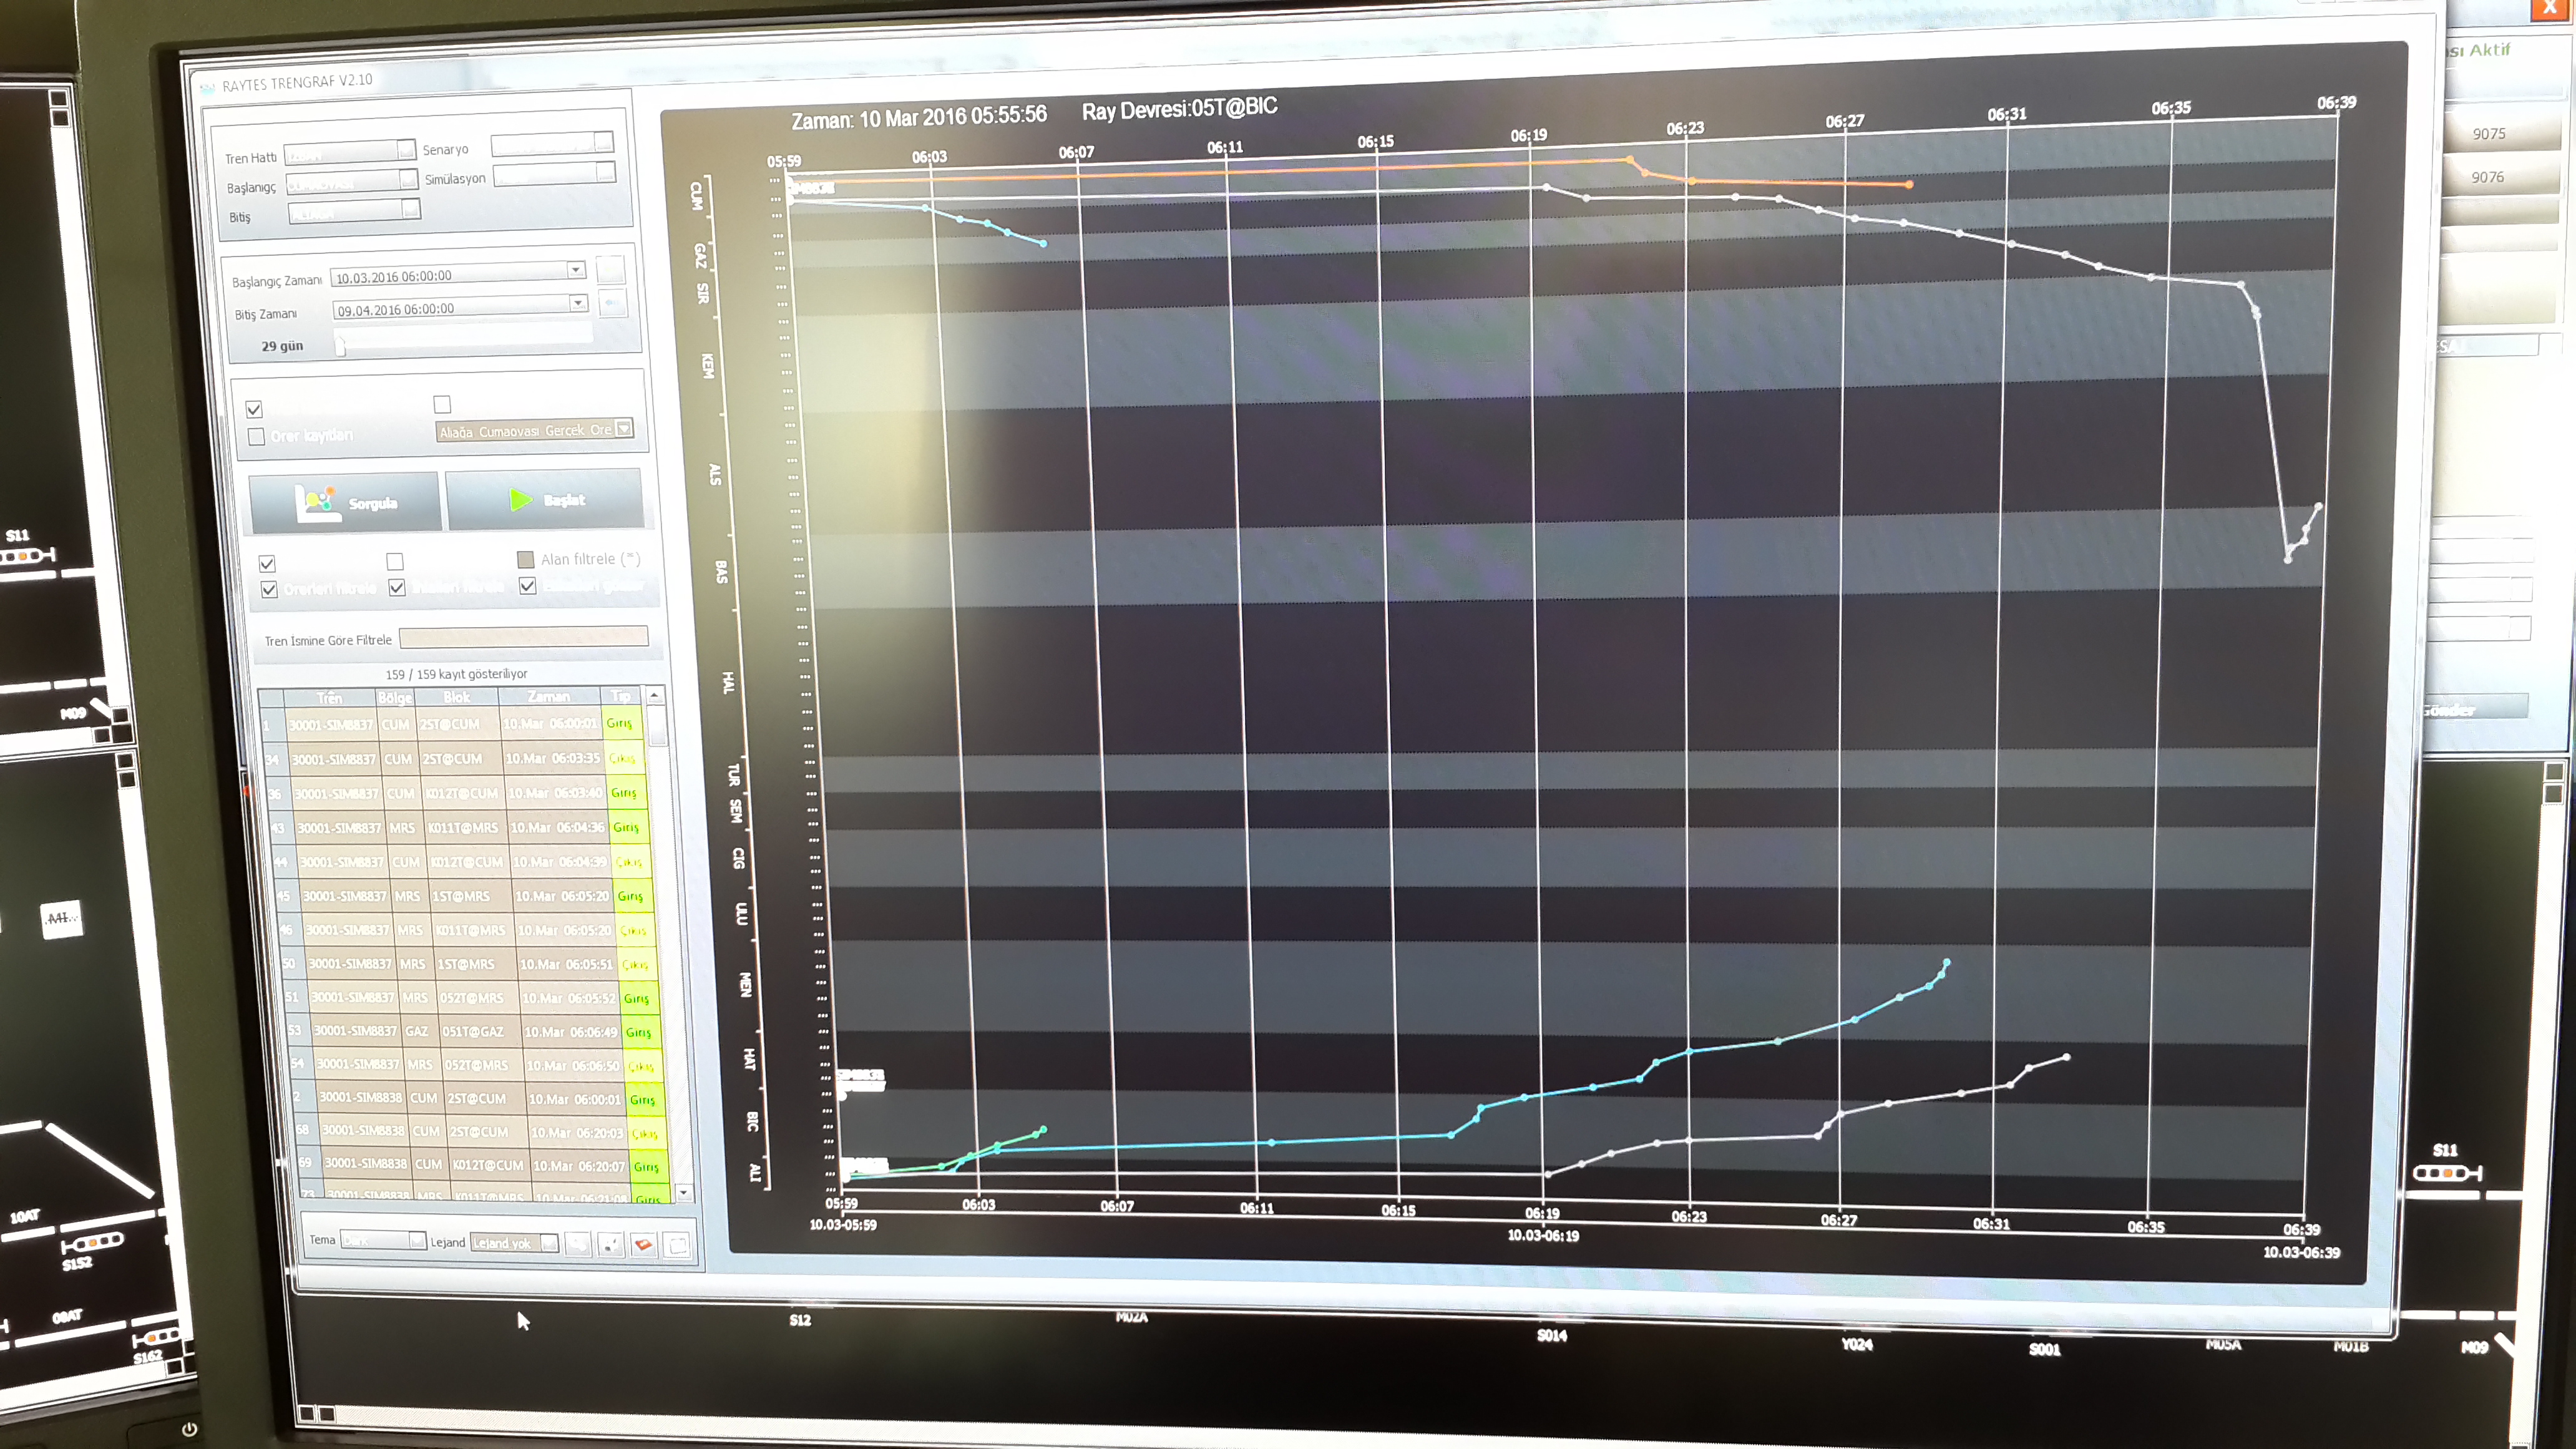 RAYTES TRENGRAF V2.10
Tren Hattı
Senaryo
Başlanıgç
Simülasyon
Bitiş
Başlangıç Zamanı 10.03.2016 06:00:00
Bitiş Zamanı 09.04.2016 06:00:00
29 gün
Orer kayıtları
Aliağa Cumaovası Gercek Ore
Sorgula
Başlat
Alan filtrele (*)
Orerleri filtrele
Tren Ismine Göre Filtrele
159 / 159 kayıt gösteriliyor
Tren Bölge Blok Zaman Tip
1 30001-SIM8837 CUM 2ST@CUM 10.Mar 06:00:01 Giriş
34 30001-SIM8837 CUM 2ST@CUM 10.Mar 06:03:35 Çıkış
36 30001-SIM8837 CUM K012T@CUM 10.Mar 06:03:40 Giriş
43 30001-SIM8837 MRS K011T@MRS 10.Mar 06:04:36 Giriş
44 30001-SIM8837 CUM K012T@CUM 10.Mar 06:04:39 Çıkış
45 30001-SIM8837 MRS 1ST@MRS 10.Mar 06:05:20 Giriş
46 30001-SIM8837 MRS K011T@MRS 10.Mar 06:05:20 Çıkış
50 30001-SIM8837 MRS 1ST@MRS 10.Mar 06:05:51 Çıkış
51 30001-SIM8837 MRS 052T@MRS 10.Mar 06:05:52 Giriş
53 30001-SIM8837 GAZ 051T@GAZ 10.Mar 06:06:49 Giriş
54 30001-SIM8837 MRS 052T@MRS 10.Mar 06:06:50 Çıkış
2 30001-SIM8838 CUM 2ST@CUM 10.Mar 06:00:01 Giriş
68 30001-SIM8838 CUM 2ST@CUM 10.Mar 06:20:03 Çıkış
69 30001-SIM8838 CUM K012T@CUM 10.Mar 06:20:07 Giriş
73 30001-SIM8838 MRS K011T@MRS 10.Mar 06:21:08 Giriş
Tema Dark Lejand Lejand yok
Zaman: 10 Mar 2016 05:55:56 Ray Devresi:05T@BIC
05:59 06:03 06:07 06:11 06:15 06:19 06:23 06:27 06:31 06:35 06:39
CUM
GAZ
SIR
KEM
ALS
BAS
HAL
TUR
SEM
CIG
ULU
MEN
HAT
BIC
ALI
05:59 06:03 06:07 06:11 06:15 06:19 06:23 06:27 06:31 06:35 06:39
10.03-05:59 10.03-06:19 10.03-06:39
sı Aktif
9075
9076
Gönder
S11
M09
10AT
S152
08AT
S162
S12
M02A
S014
Y024
S001
M05A
M01B
M09
S11